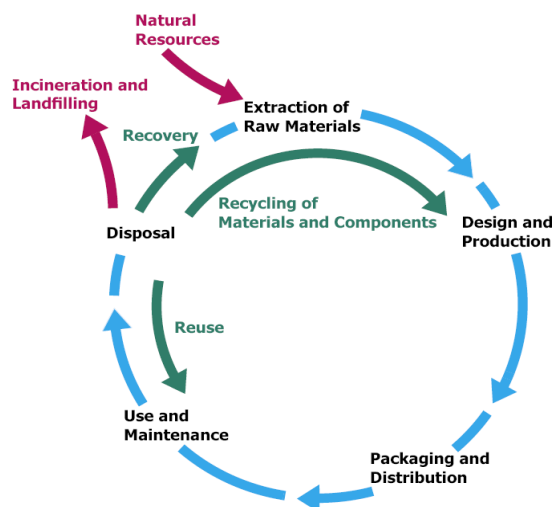 Natural
Resources
Incineration and
Landfilling
Extraction of
Raw Materials
Recovery
Recycling of
Materials and Components
Disposal
Design and
Production
Reuse
Use and
Maintenance
Packaging and
Distribution